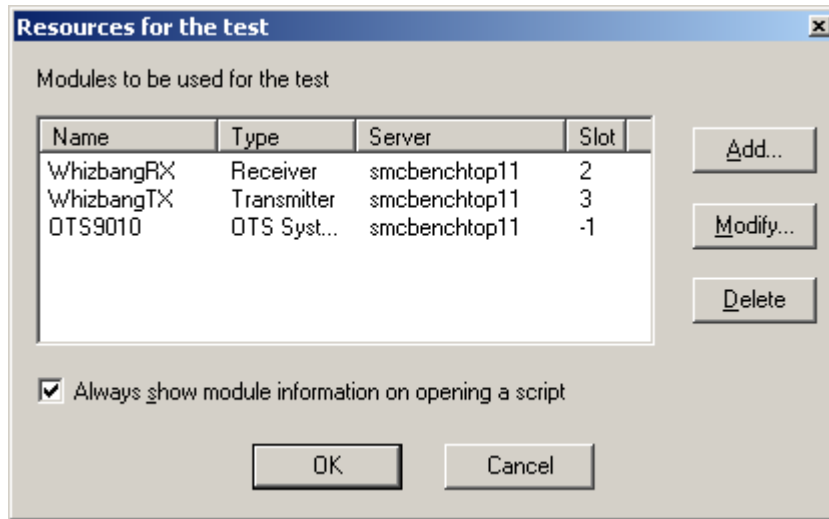 Resources for the test
Modules to be used for the test
Name Type Server Slot
WhizbangRX Receiver smcbenchtop11 2
WhizbangTX Transmitter smcbenchtop11 3
OTS9010 OTS Syst... smcbenchtop11 -1
Add...
Modify...
Delete
Always show module information on opening a script
OK Cancel